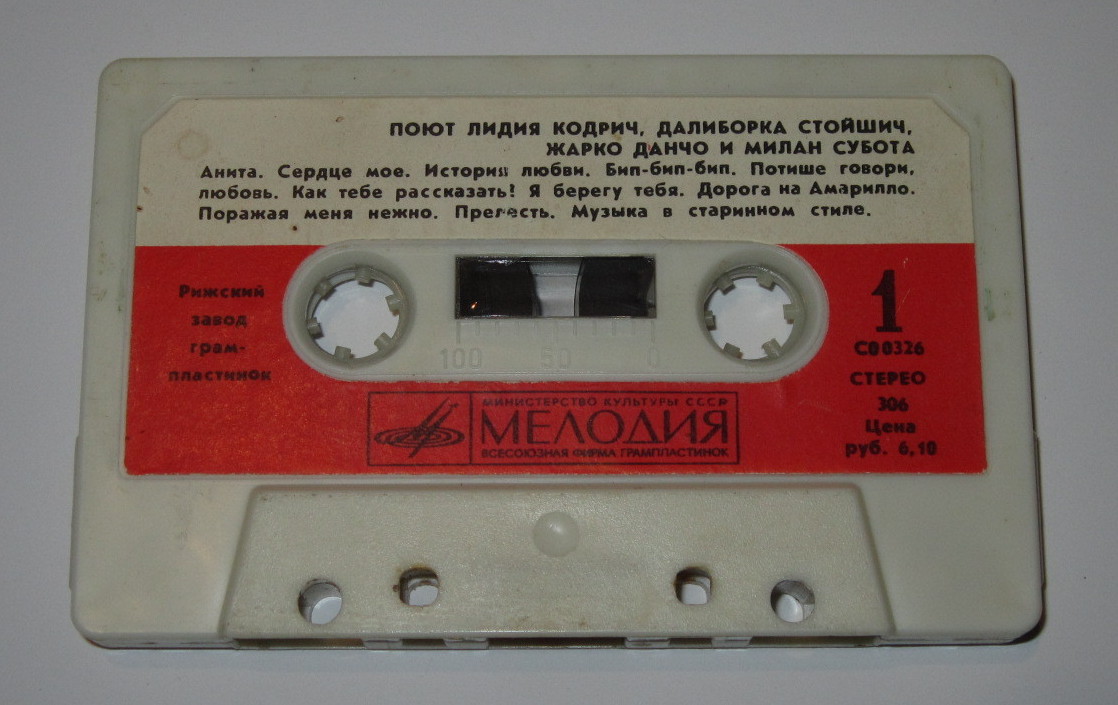 ПОЮТ ЛИДИЯ КОДРИЧ, ДАЛИБОРКА СТОЙШИЧ,
ЖАРКО ДАНЧО И МИЛАН СУБОТА
Анита. Сердце мое. История любви. Бип-бип-бип. Потише говори,
любовь. Как тебе рассказать! Я берегу тебя. Дорога на Амарилло.
Поражая меня нежно. Прелесть. Музыка в старинном стиле.
Рижский
завод
грам-
пластинок
100 50 0
1
С00326
СТЕРЕО
306
Цена
руб. 6,10
МИНИСТЕРСТВО КУЛЬТУРЫ СССР
МЕЛОДИЯ
ВСЕСОЮЗНАЯ ФИРМА ГРАМПЛАСТИНОК